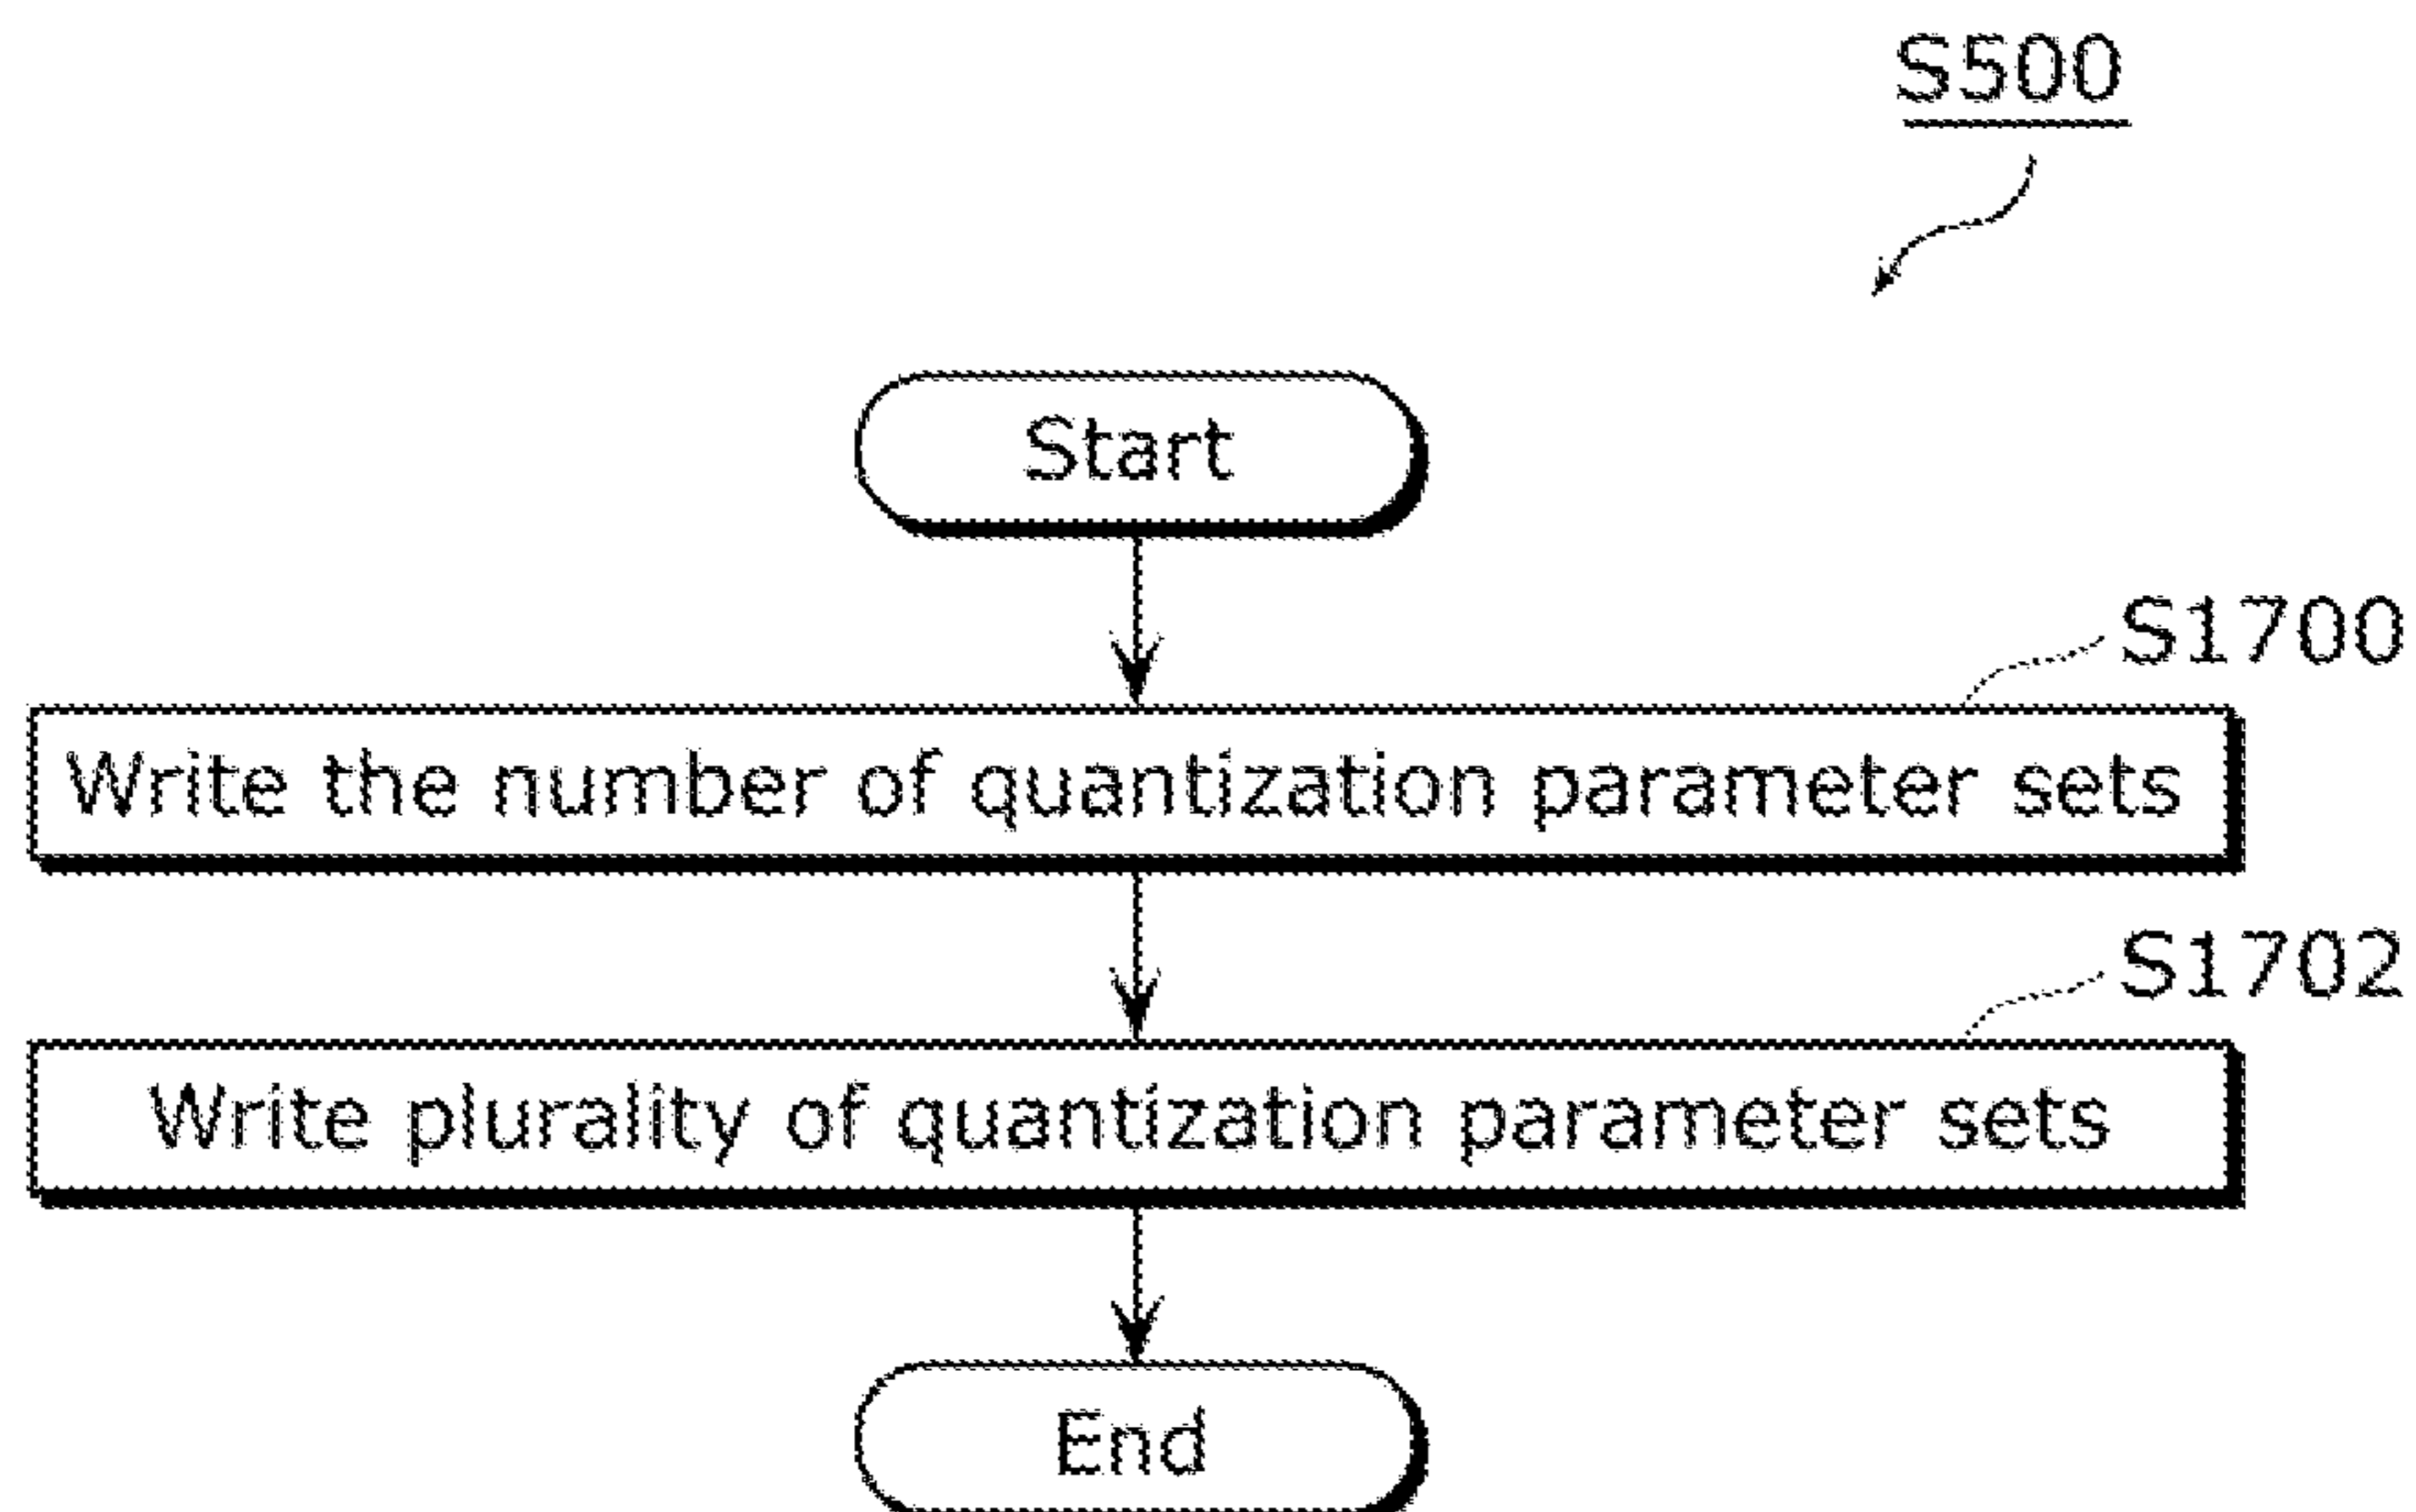 S500
Start
S1700
Write the number of quantization parameter sets
S1702
Write plurality of quantization parameter sets
End